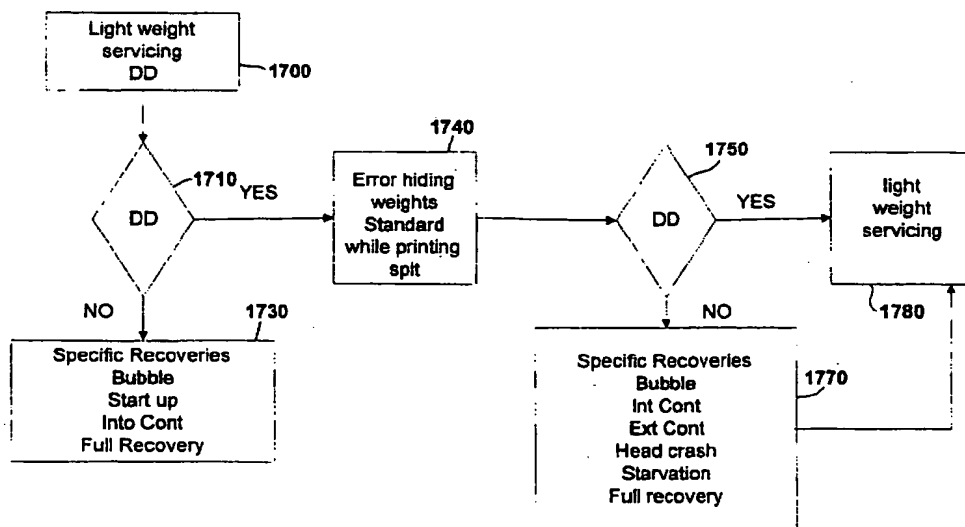 Light weight
servicing
DD
1700
1710
DD
YES
NO
1730
Specific Recoveries
Bubble
Start up
Into Cont
Full Recovery
1740
Error hiding
weights
Standard
while printing
spit
1750
DD
YES
NO
1770
Specific Recoveries
Bubble
Int Cont
Ext Cont
Head crash
Starvation
Full recovery
light
weight
servicing
1780